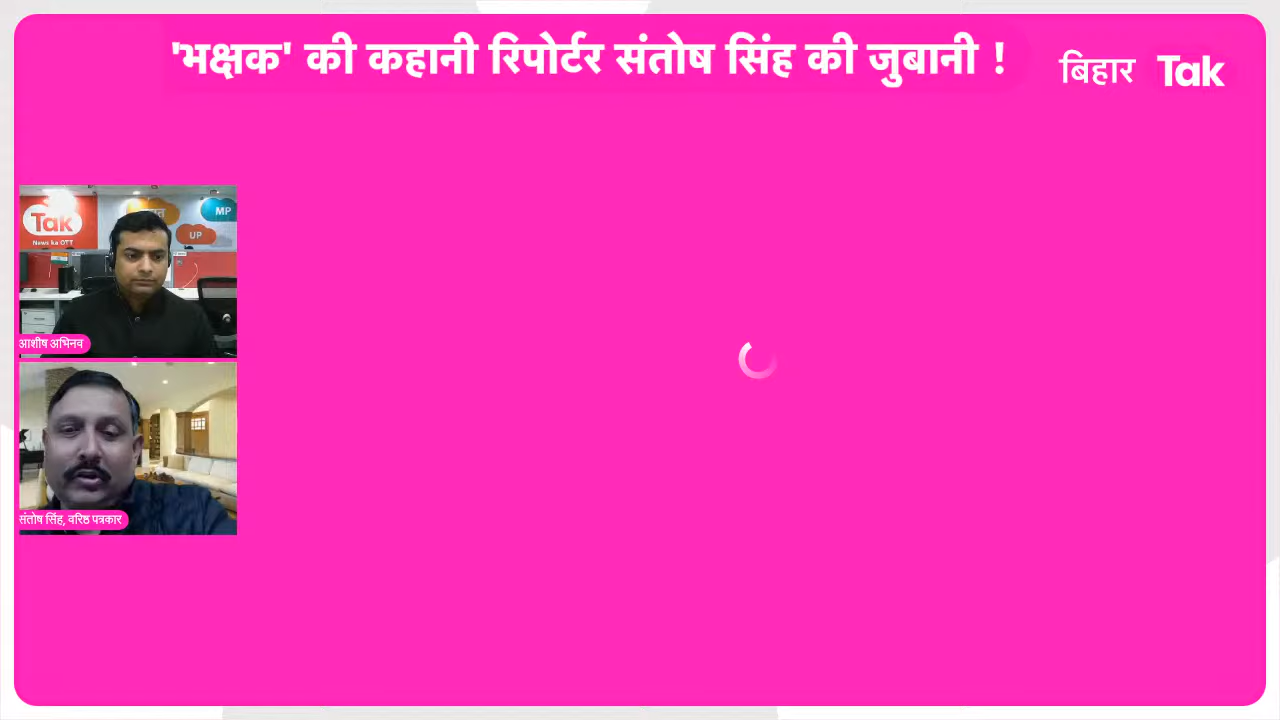 'भक्षक' की कहानी रिपोर्टर संतोष सिंह की जुबानी !
बिहार Tak
Tak
News ka OTT
MP
UP
आशीष अभिनव
संतोष सिंह, वरिष्ठ पत्रकार